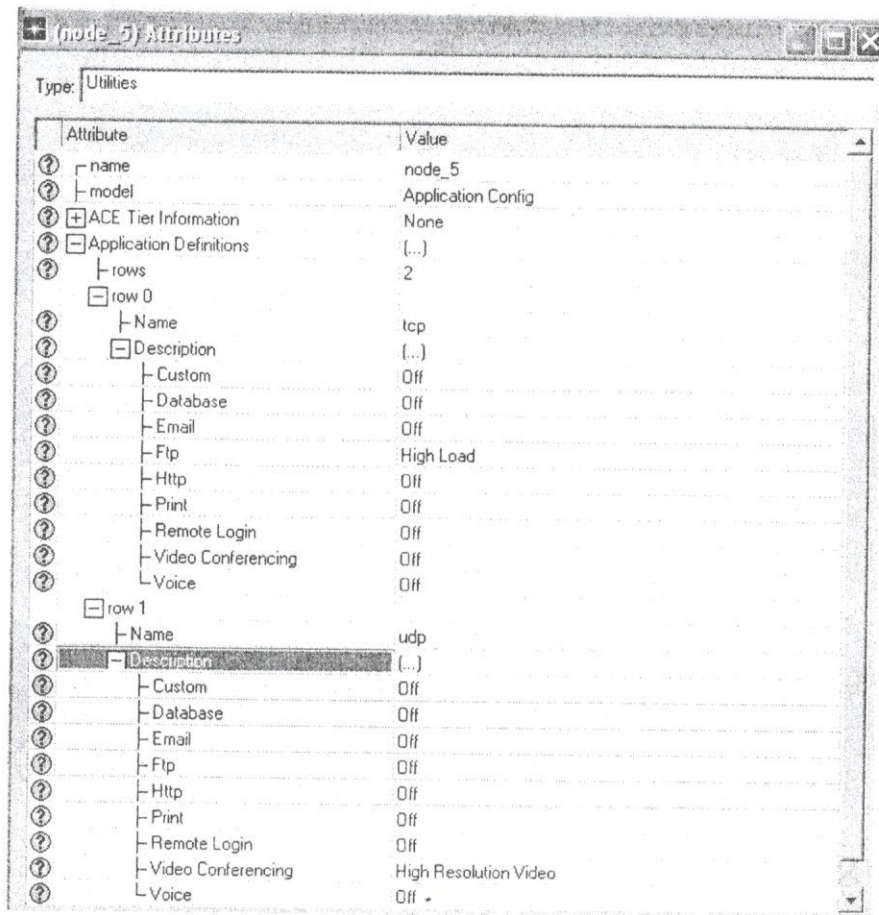 (node_5) Attributes
Type: Utilities
Attribute Value
name node_5
model Application Config
ACE Tier Information None
Application Definitions (...)
rows 2
row 0
Name tcp
Description (...)
Custom Off
Database Off
Email Off
Ftp High Load
Http Off
Print Off
Remote Login Off
Video Conferencing Off
Voice Off
row 1
Name udp
Description (...)
Custom Off
Database Off
Email Off
Ftp Off
Http Off
Print Off
Remote Login Off
Video Conferencing High Resolution Video
Voice Off